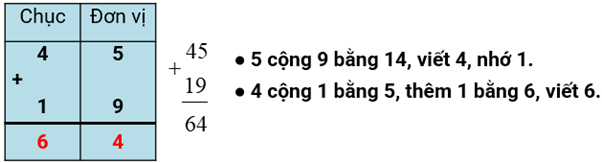 Chục Đơn vị
4 5
+
1 9
6 4
45
+
19
64
● 5 cộng 9 bằng 14, viết 4, nhớ 1.
● 4 cộng 1 bằng 5, thêm 1 bằng 6, viết 6.